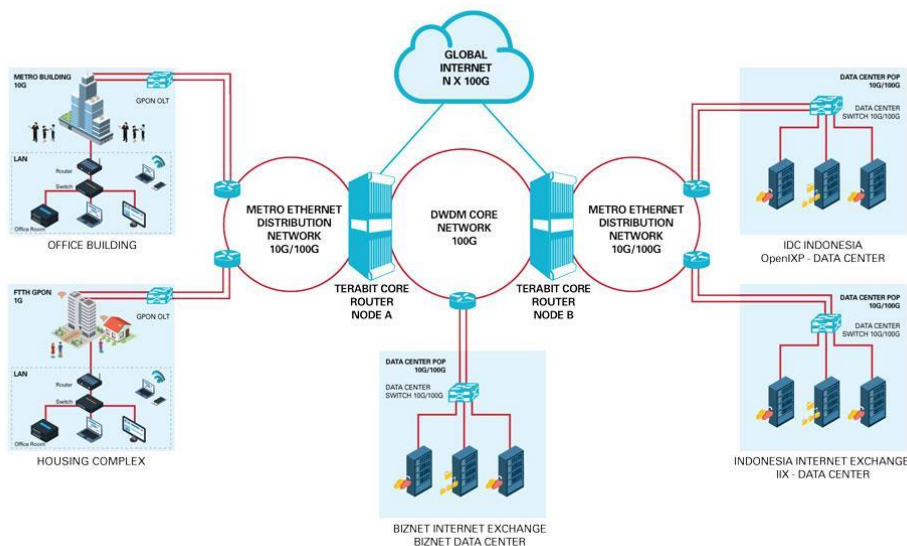 GLOBAL
INTERNET
N X 100G
METRO BUILDING
10G
GPON OLT
LAN
Router
Switch
Office Room
OFFICE BUILDING
FTTH GPON
1G
GPON OLT
LAN
Router
Switch
Office Room
HOUSING COMPLEX
METRO ETHERNET
DISTRIBUTION
NETWORK
10G/100G
TERABIT CORE
ROUTER
NODE A
DWDM CORE
NETWORK
100G
TERABIT CORE
ROUTER
NODE B
METRO ETHERNET
DISTRIBUTION
NETWORK
10G/100G
DATA CENTER POP
10G/100G
DATA CENTER
SWITCH 10G/100G
BIZNET INTERNET EXCHANGE
BIZNET DATA CENTER
DATA CENTER POP
10G/100G
DATA CENTER
SWITCH 10G/100G
IDC INDONESIA
OpenIXP - DATA CENTER
DATA CENTER POP
10G/100G
DATA CENTER
SWITCH 10G/100G
INDONESIA INTERNET EXCHANGE
IIX - DATA CENTER